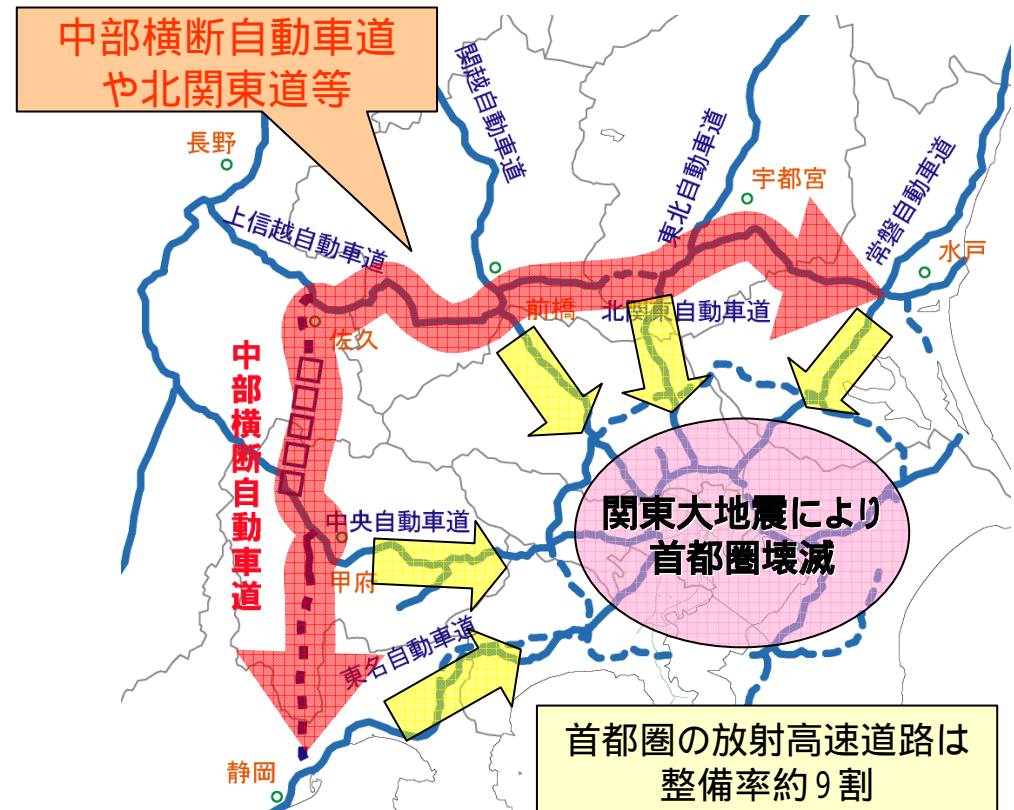 中部横断自動車道
や北関東道等
関越自動車道
長野
東北自動車道
宇都宮
常磐自動車道
上信越自動車道
水戸
前橋
北関東自動車道
佐久
中部横断自動車道
関東大地震により
首都圏壊滅
中央自動車道
甲府
東名自動車道
首都圏の放射高速道路は
整備率約9割
静岡